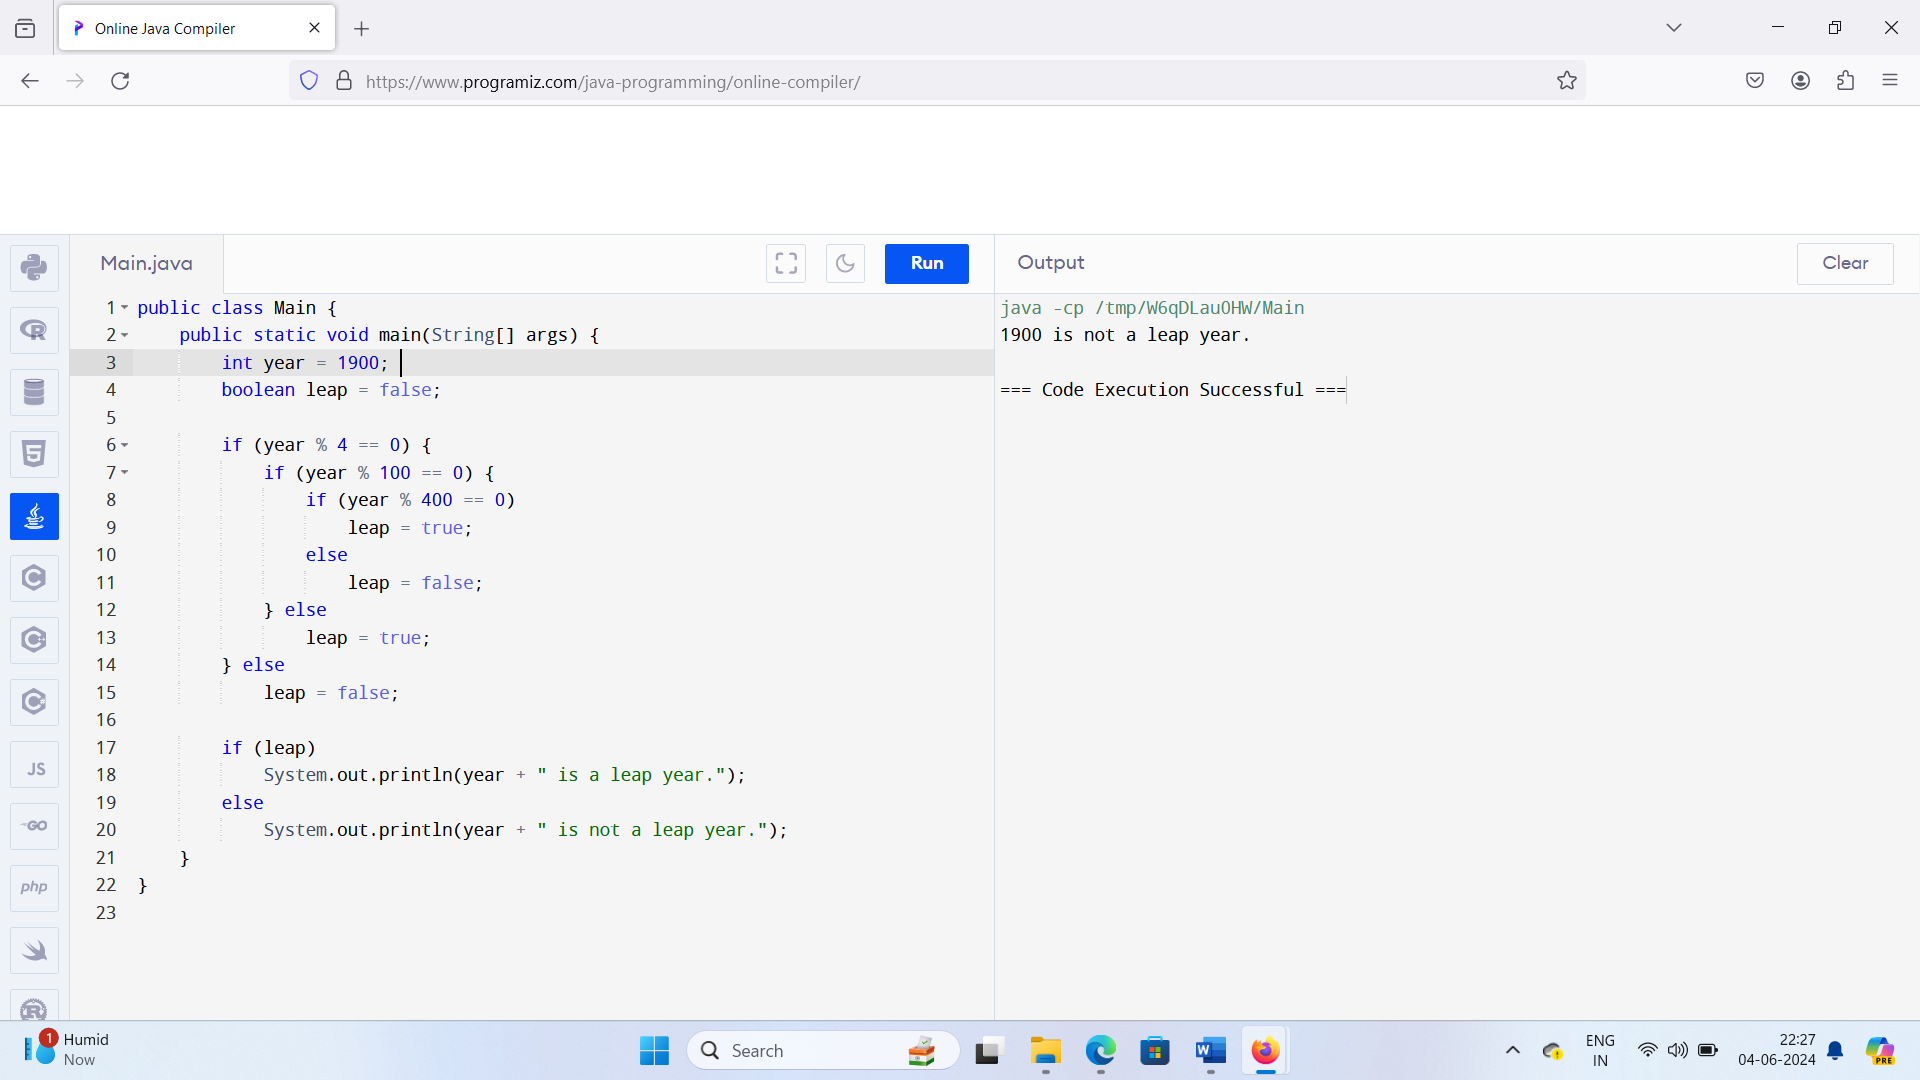 Online Java Compiler
https://www.programiz.com/java-programming/online-compiler/
Main.java
Run
Output
Clear
1 public class Main {
2     public static void main(String[] args) {
3         int year = 1900;
4         boolean leap = false;
5
6         if (year % 4 == 0) {
7             if (year % 100 == 0) {
8                 if (year % 400 == 0)
9                     leap = true;
10                 else
11                     leap = false;
12             } else
13                 leap = true;
14         } else
15             leap = false;
16
17         if (leap)
18             System.out.println(year + " is a leap year.");
19         else
20             System.out.println(year + " is not a leap year.");
21     }
22 }
23
java -cp /tmp/W6qDLauOHW/Main
1900 is not a leap year.
=== Code Execution Successful ===
JS
GO
php
1
Humid
Now
Search
W
ENG
IN
22:27
04-06-2024
PRE